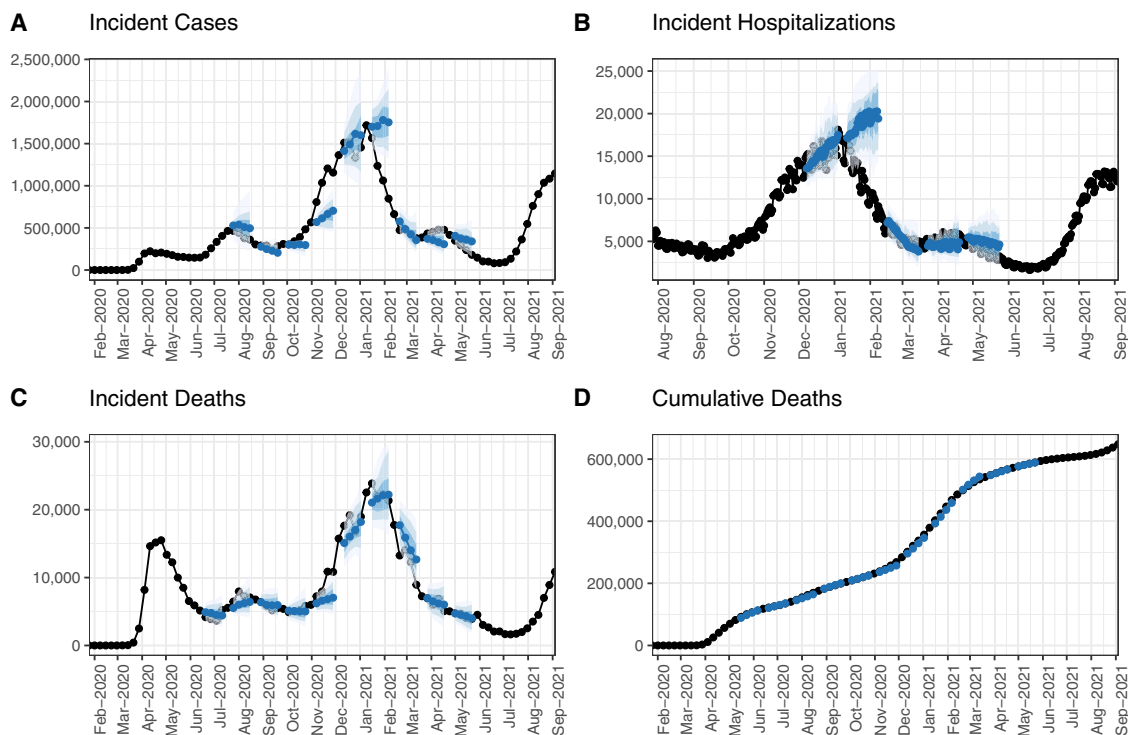 A Incident Cases
2,500,000
2,000,000
1,500,000
1,000,000
500,000
0
Feb−2020
Mar−2020
Apr−2020
May−2020
Jun−2020
Jul−2020
Aug−2020
Sep−2020
Oct−2020
Nov−2020
Dec−2020
Jan−2021
Feb−2021
Mar−2021
Apr−2021
May−2021
Jun−2021
Jul−2021
Aug−2021
Sep−2021
B Incident Hospitalizations
25,000
20,000
15,000
10,000
5,000
Aug−2020
Sep−2020
Oct−2020
Nov−2020
Dec−2020
Jan−2021
Feb−2021
Mar−2021
Apr−2021
May−2021
Jun−2021
Jul−2021
Aug−2021
Sep−2021
C Incident Deaths
30,000
20,000
10,000
0
Feb−2020
Mar−2020
Apr−2020
May−2020
Jun−2020
Jul−2020
Aug−2020
Sep−2020
Oct−2020
Nov−2020
Dec−2020
Jan−2021
Feb−2021
Mar−2021
Apr−2021
May−2021
Jun−2021
Jul−2021
Aug−2021
Sep−2021
D Cumulative Deaths
600,000
400,000
200,000
0
Feb−2020
Mar−2020
Apr−2020
May−2020
Jun−2020
Jul−2020
Aug−2020
Sep−2020
Oct−2020
Nov−2020
Dec−2020
Jan−2021
Feb−2021
Mar−2021
Apr−2021
May−2021
Jun−2021
Jul−2021
Aug−2021
Sep−2021